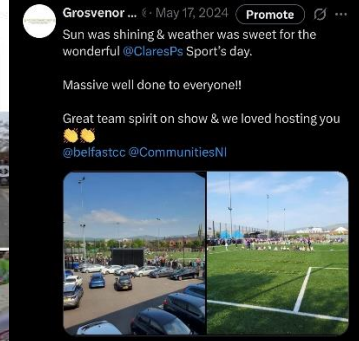 Grosvenor ... · May 17, 2024 Promote ...
Sun was shining & weather was sweet for the
wonderful @ClaresPs Sport's day.
Massive well done to everyone!!
Great team spirit on show & we loved hosting you
👏👏
@belfastcc @CommunitiesNI